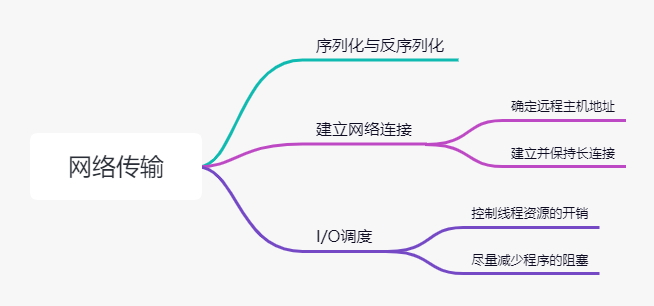 网络传输
序列化与反序列化
建立网络连接
确定远程主机地址
建立并保持长连接
I/O调度
控制线程资源的开销
尽量减少程序的阻塞